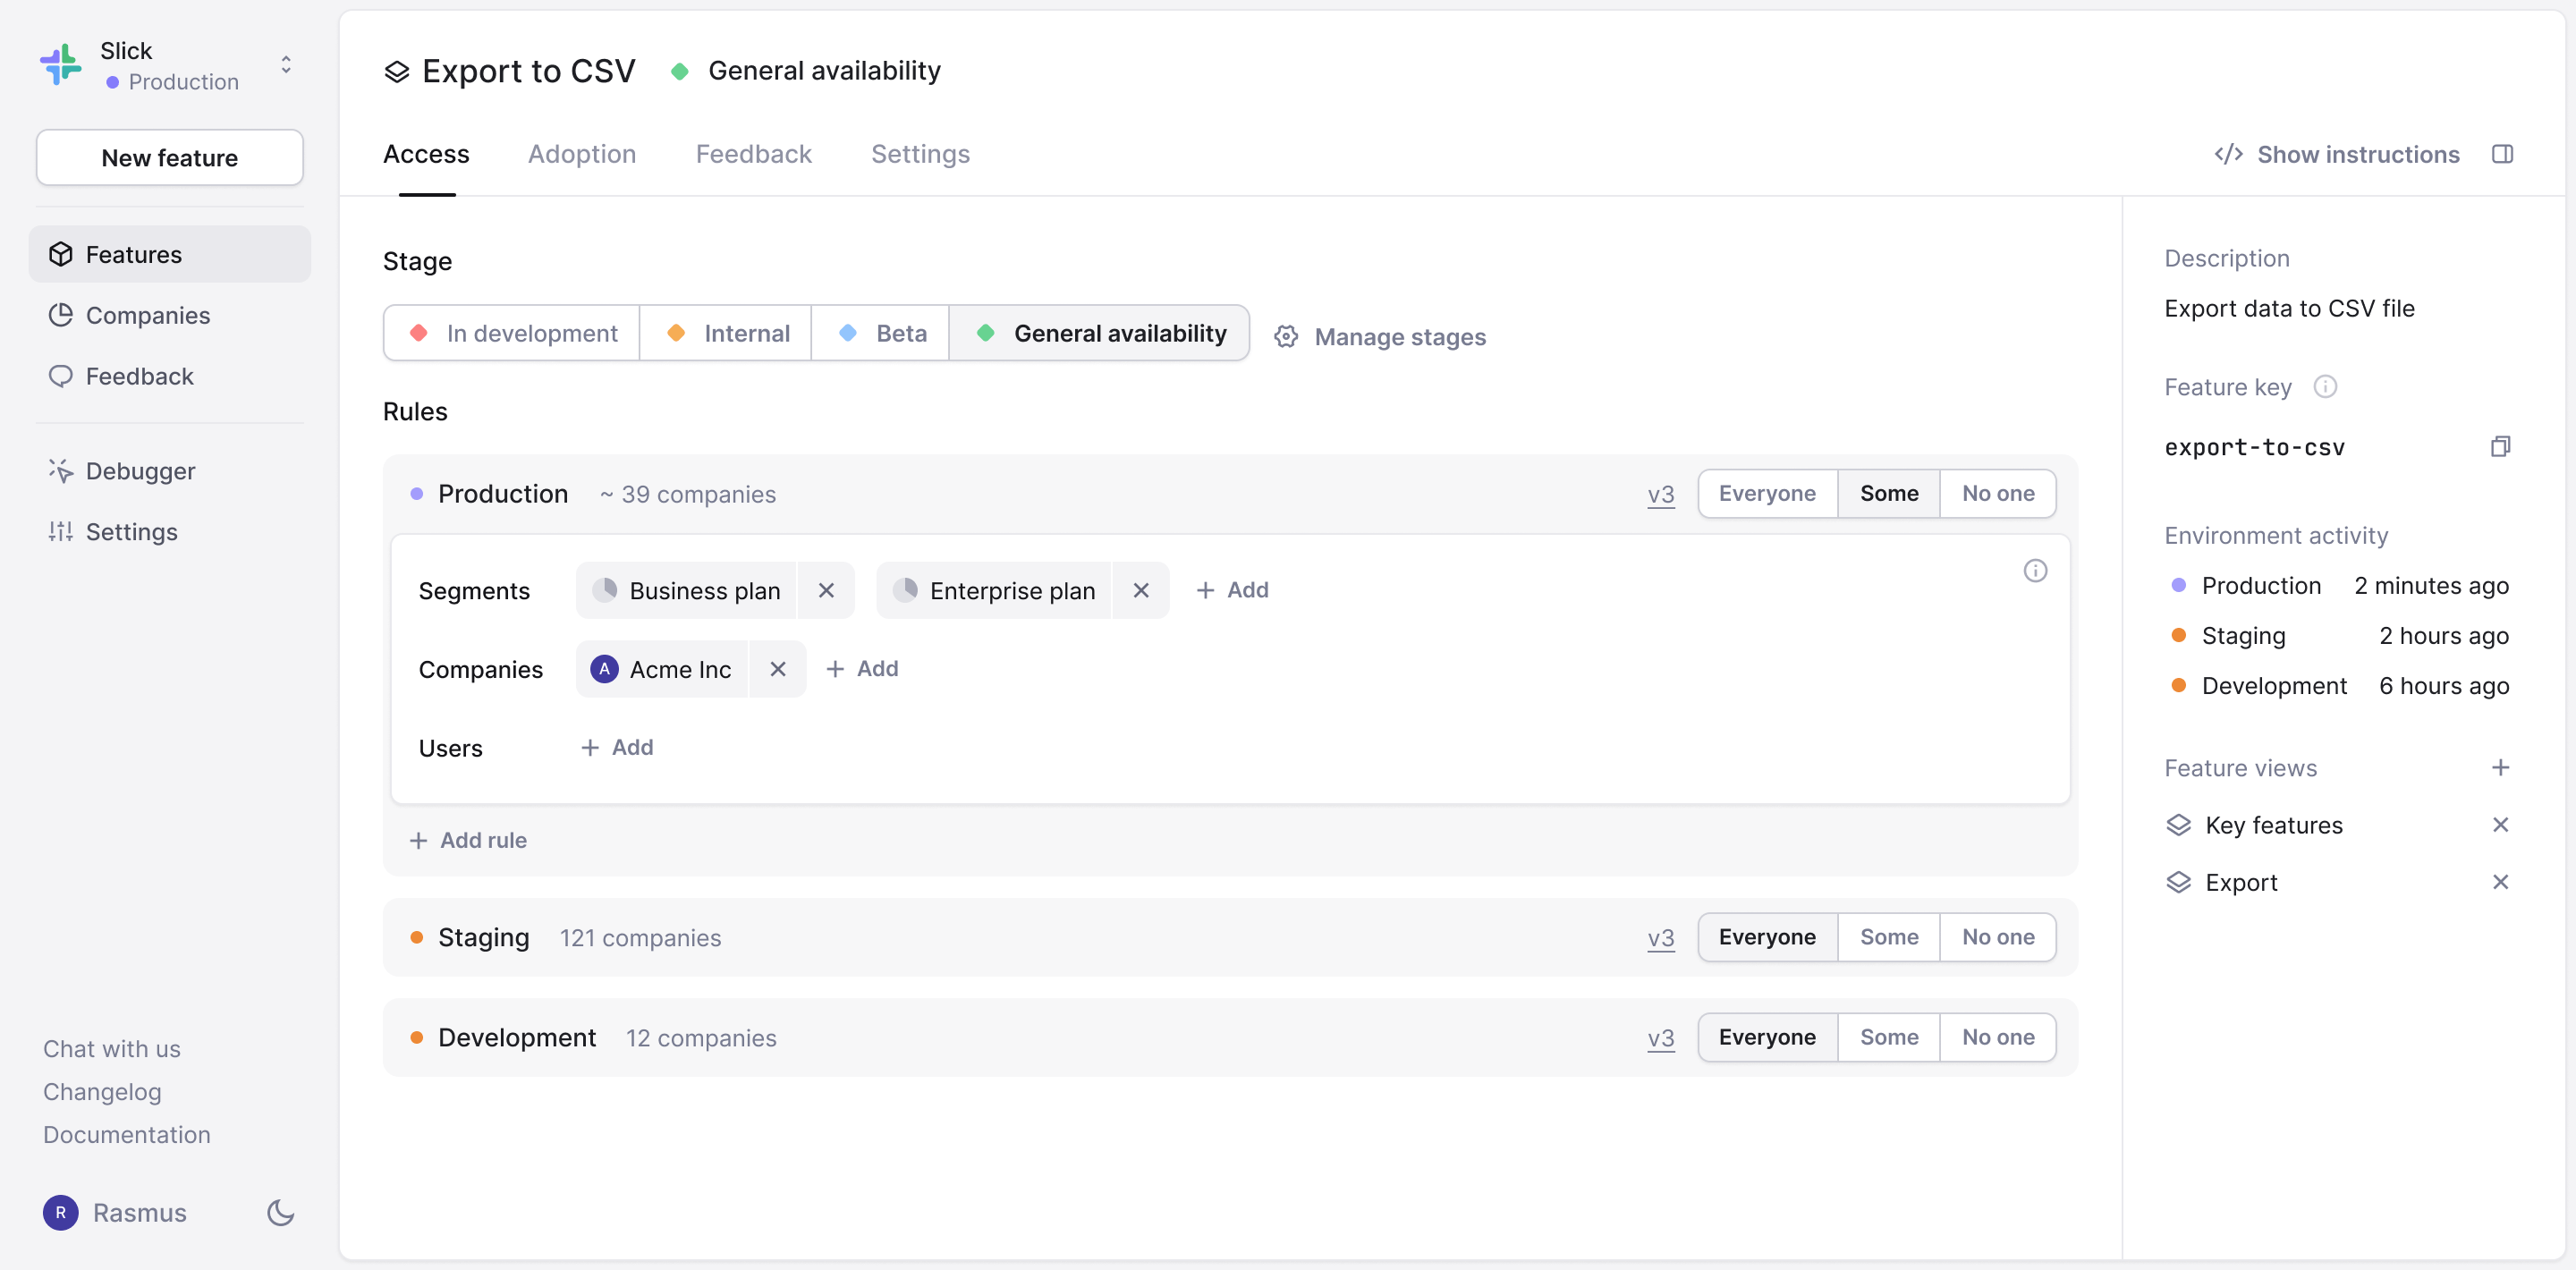 Slick
Production
New feature
Features
Companies
Feedback
Debugger
Settings
Chat with us
Changelog
Documentation
R Rasmus
Export to CSV General availability
Access Adoption Feedback Settings
Show instructions
Stage
In development Internal Beta General availability Manage stages
Rules
Production ~ 39 companies v3 Everyone Some No one
Segments Business plan Enterprise plan + Add
Companies A Acme Inc + Add
Users + Add
+ Add rule
Staging 121 companies v3 Everyone Some No one
Development 12 companies v3 Everyone Some No one
Description
Export data to CSV file
Feature key
export-to-csv
Environment activity
Production 2 minutes ago
Staging 2 hours ago
Development 6 hours ago
Feature views
Key features
Export